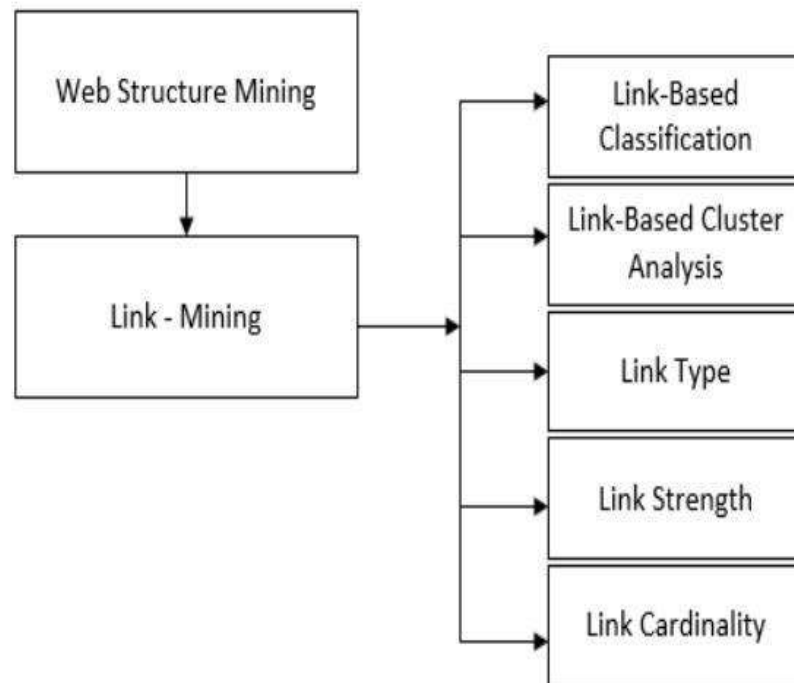 Web Structure Mining
Link - Mining
Link-Based
Classification
Link-Based Cluster
Analysis
Link Type
Link Strength
Link Cardinality